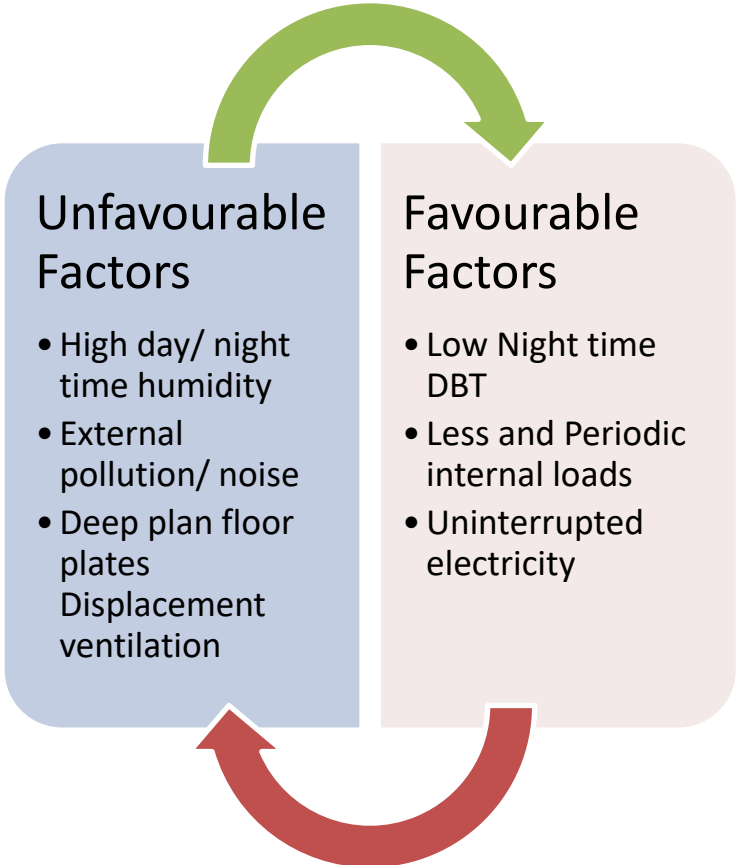 Unfavourable
Factors
• High day/ night
time humidity
• External
pollution/ noise
• Deep plan floor
plates
Displacement
ventilation
Favourable
Factors
• Low Night time
DBT
• Less and Periodic
internal loads
• Uninterrupted
electricity